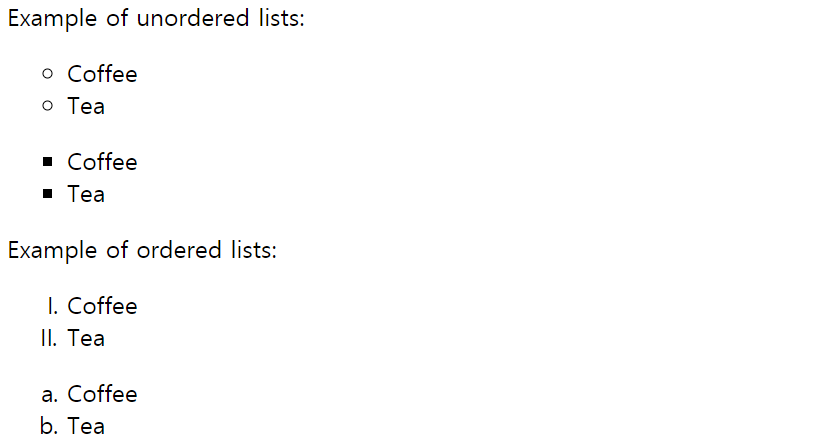 Example of unordered lists:
○ Coffee
○ Tea
■ Coffee
■ Tea
Example of ordered lists:
I. Coffee
II. Tea
a. Coffee
b. Tea